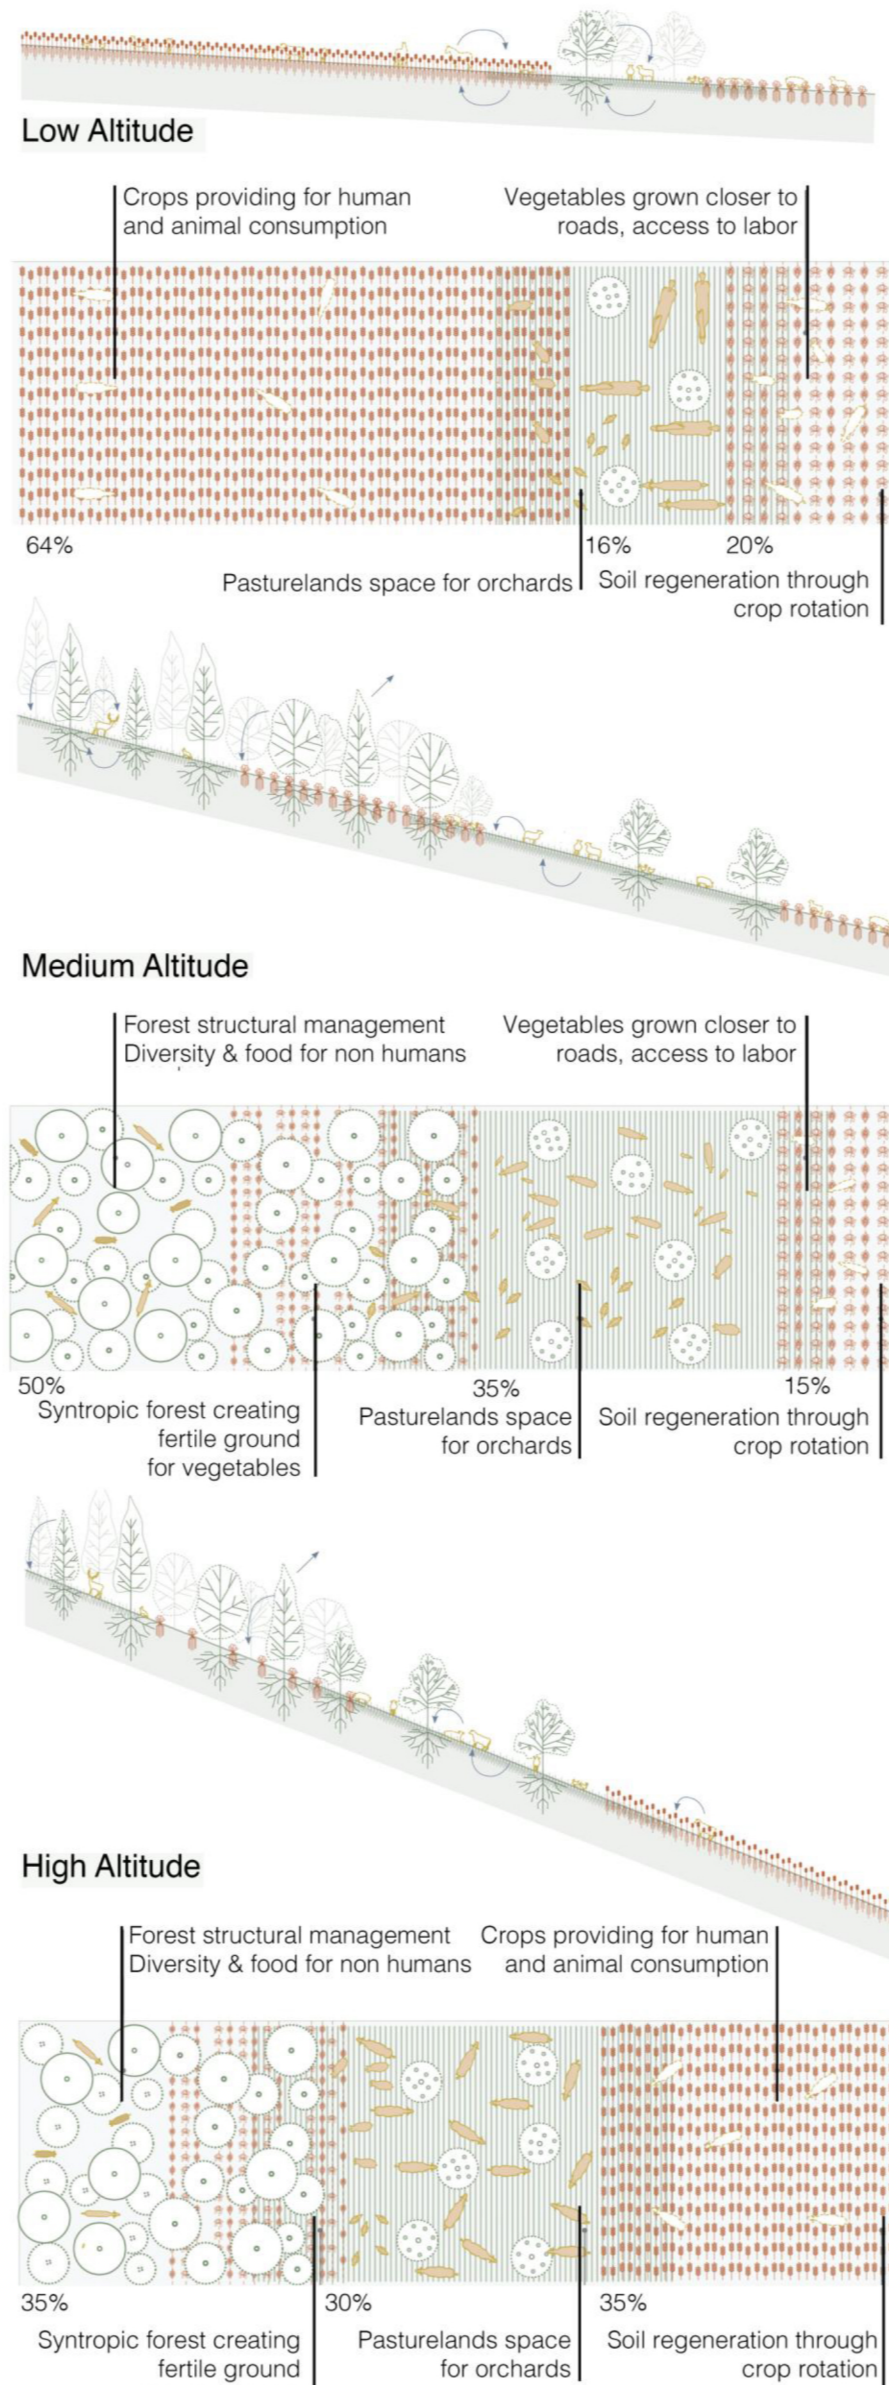 Low Altitude
Crops providing for human
and animal consumption
Vegetables grown closer to
roads, access to labor
64%
16%
20%
Pasturelands space for orchards
Soil regeneration through
crop rotation
Medium Altitude
Forest structural management
Diversity & food for non humans
Vegetables grown closer to
roads, access to labor
50%
35%
15%
Syntropic forest creating
fertile ground
for vegetables
Pasturelands space
for orchards
Soil regeneration through
crop rotation
High Altitude
Forest structural management
Diversity & food for non humans
Crops providing for human
and animal consumption
35%
30%
35%
Syntropic forest creating
fertile ground
Pasturelands space
for orchards
Soil regeneration through
crop rotation